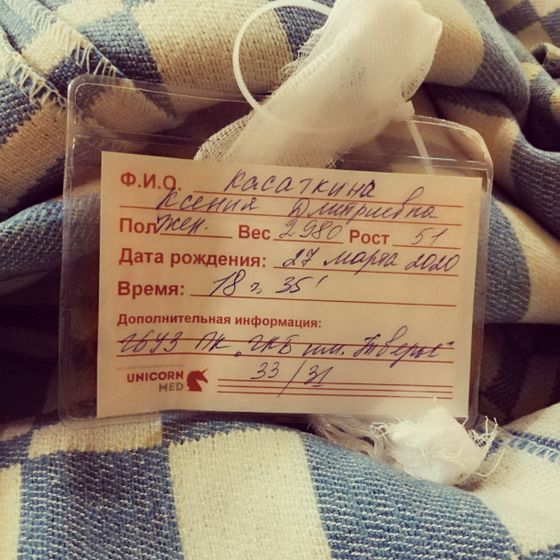 Ф.И.О. Касаткина
Ксения Дмитриевна
Пол жен. Вес 2980 Рост 51
Дата рождения: 27 марта 2020
Время: 18 ч 35'
Дополнительная информация:
ГБУЗ ПК "ГКБ им. Тверье"
33/31
UNICORN
MED